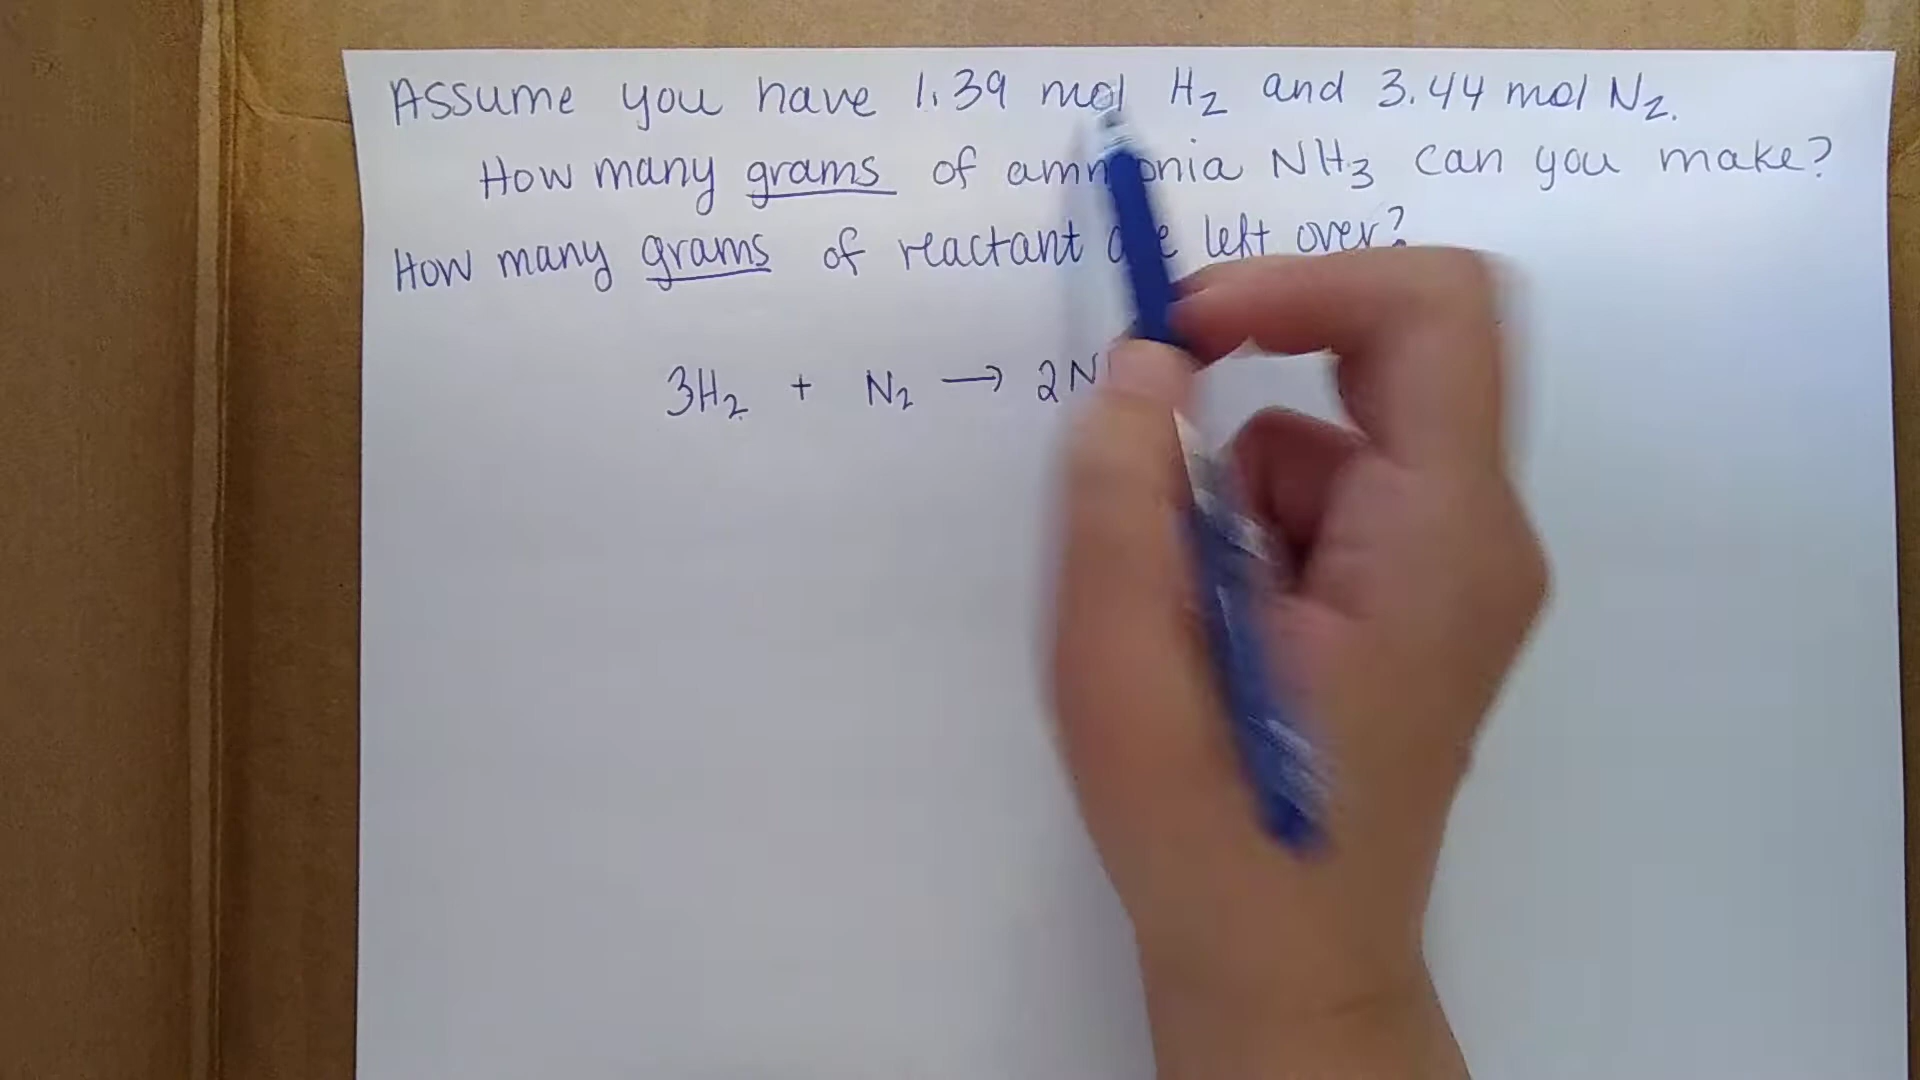 Assume you have 1.39 mol H2 and 3.44 mol N2.
How many grams of ammonia NH3 can you make?
How many grams of reactant are left over?
3H2 + N2 → 2N